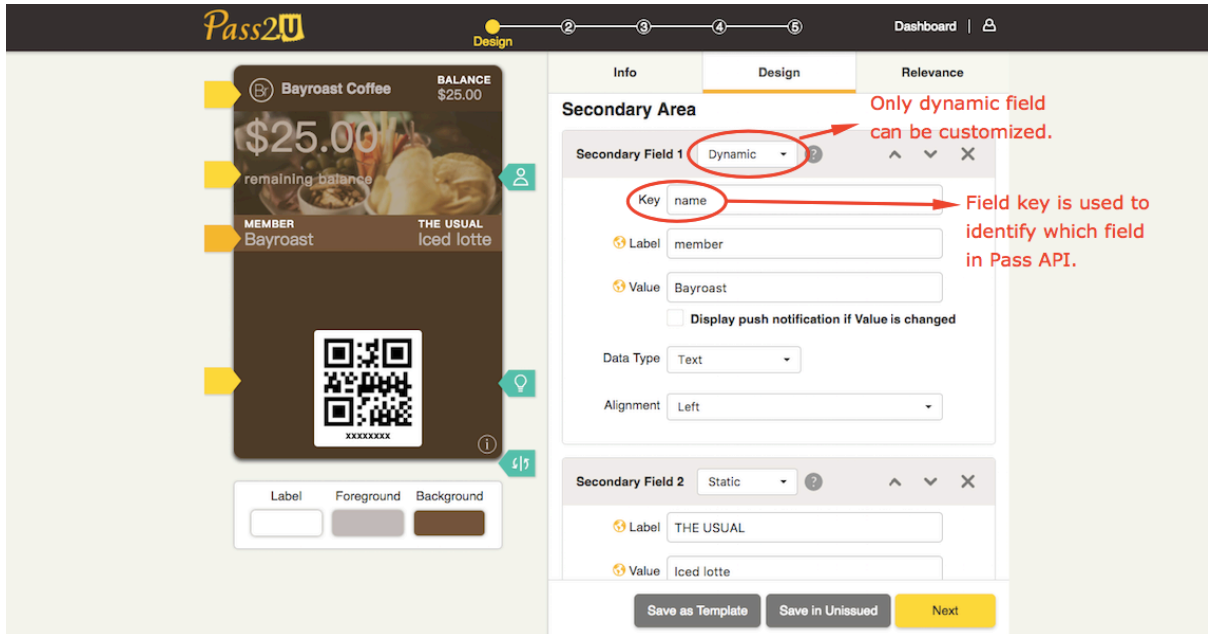 Pass2U
Design
2
3
4
5
Dashboard
Br
Bayroast Coffee
BALANCE
$25.00
$25.00
remaining balance
MEMBER
Bayroast
THE USUAL
Iced lotte
xxxxxxxx
Label
Foreground
Background
Info
Design
Relevance
Secondary Area
Secondary Field 1
Dynamic
?
Only dynamic field
can be customized.
Key
name
Field key is used to
identify which field
in Pass API.
Label
member
Value
Bayroast
Display push notification if Value is changed
Data Type
Text
Alignment
Left
Secondary Field 2
Static
?
Label
THE USUAL
Value
Iced lotte
Save as Template
Save in Unissued
Next